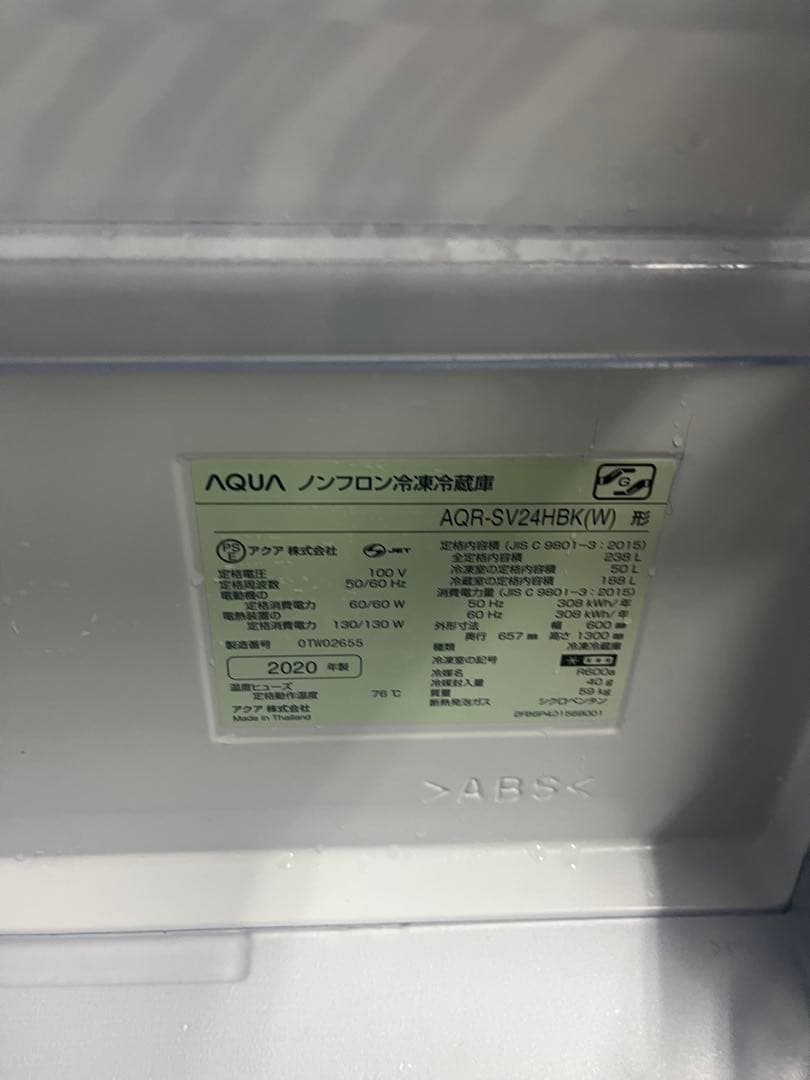 AQUA ノンフロン冷凍冷蔵庫
G
AQR-SV24HBK(W) 形
PS
E
アクア 株式会社
JET
定格電圧 100 V
定格周波数 50/60 Hz
電動機の
定格消費電力 60/60 W
電熱装置の
定格消費電力 130/130 W
製造番号 0TW02655
2020 年製
温度ヒューズ
定格動作温度 76 ℃
アクア 株式会社
Made in Thailand
定格内容積 (JIS C 9801-3:2015)
全定格内容積 238 L
冷凍室の定格内容積 50 L
冷蔵室の定格内容積 188 L
消費電力量 (JIS C 9801-3:2015)
50 Hz 308 kWh/年
60 Hz 308 kWh/年
外形寸法 幅 600 ㎜
奥行 657 ㎜ 高さ 1300 ㎜
種類 冷凍冷蔵庫
冷凍室の記号
冷媒名 R600a
冷媒封入量 40 g
質量 59 kg
断熱発泡ガス シクロペンタン
>ABS<